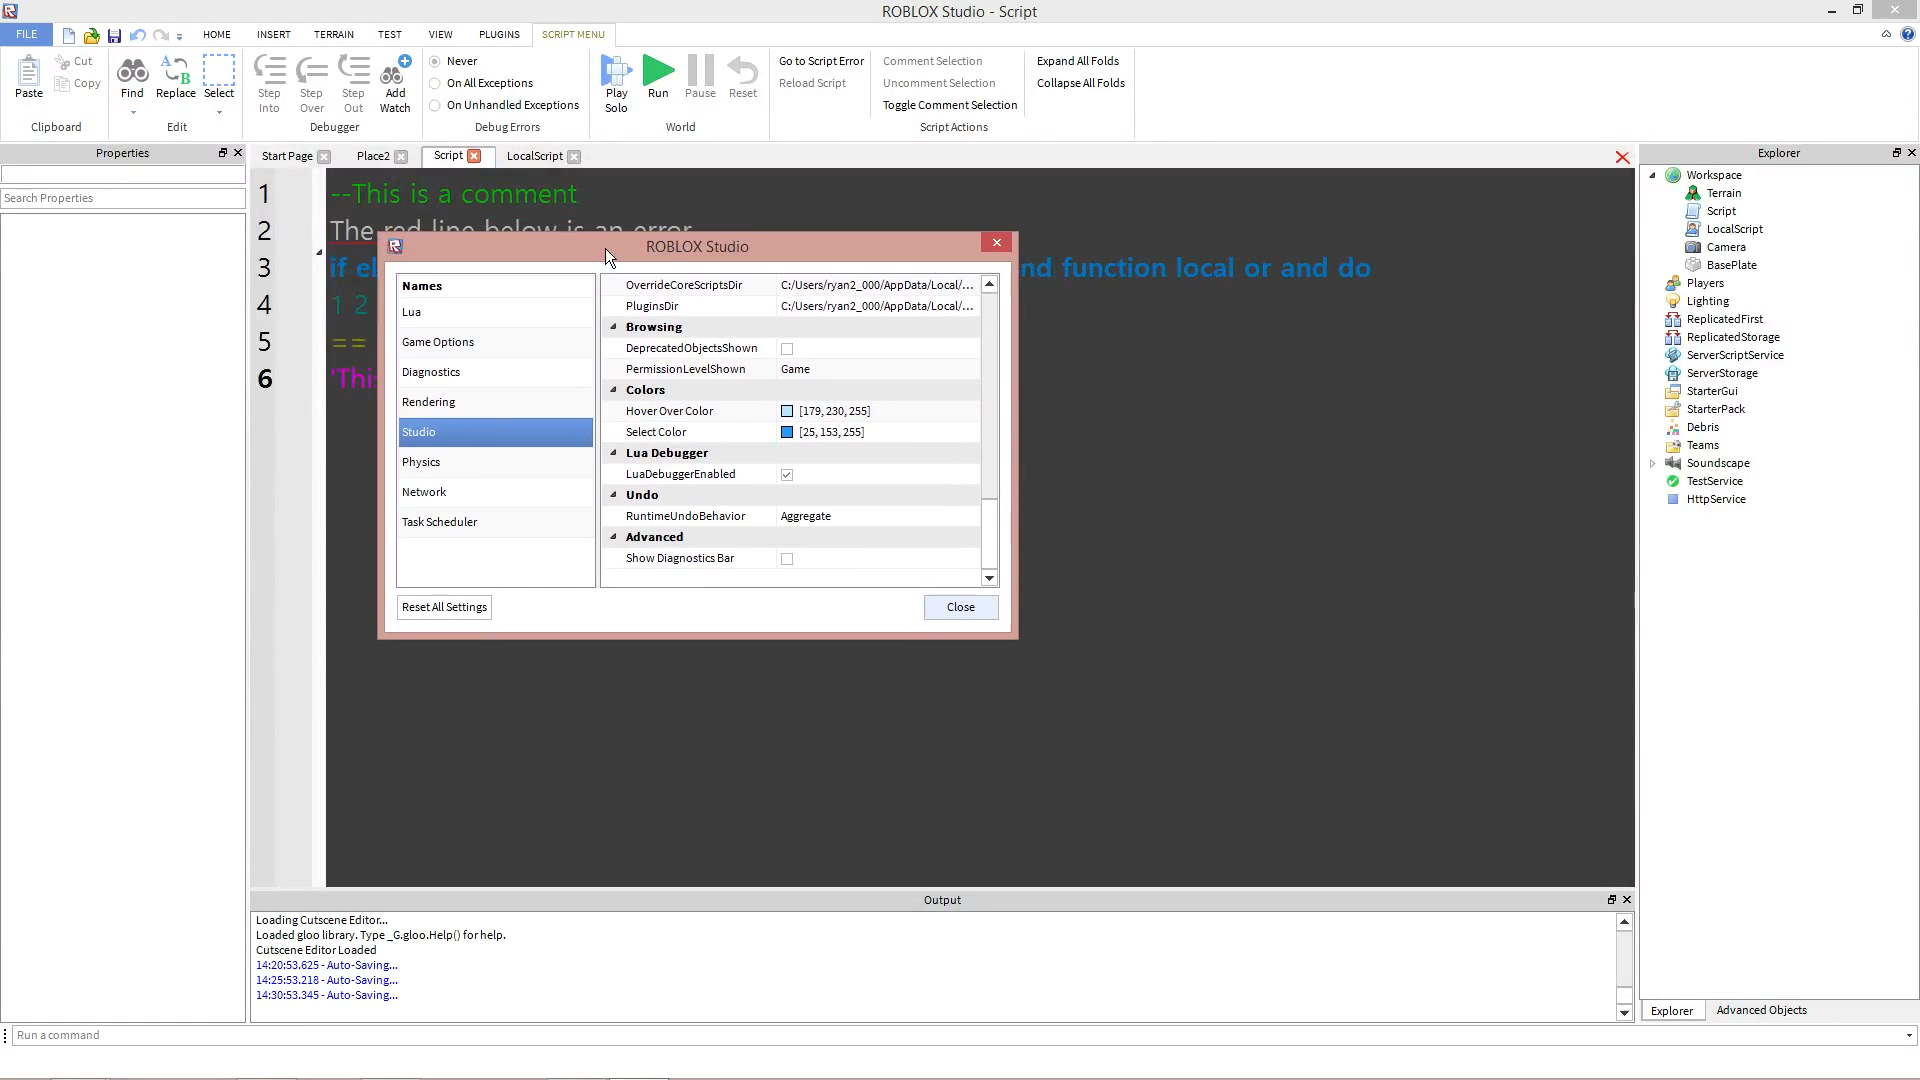 ROBLOX Studio - Script
FILE
HOME
INSERT
TERRAIN
TEST
VIEW
PLUGINS
SCRIPT MENU
Paste
Cut
Copy
Clipboard
Find
Replace
Select
Edit
Step Into
Step Over
Step Out
Add Watch
Debugger
Never
On All Exceptions
On Unhandled Exceptions
Debug Errors
Play Solo
Run
Pause
Reset
World
Go to Script Error
Reload Script
Comment Selection
Uncomment Selection
Toggle Comment Selection
Script Actions
Expand All Folds
Collapse All Folds
Properties
Search Properties
Start Page
Place2
Script
LocalScript
1 --This is a comment
2 The red line below is an error
3 if el nd function local or and do
4 1 2
5 ==
6 'This
ROBLOX Studio
Names
Lua
Game Options
Diagnostics
Rendering
Studio
Physics
Network
Task Scheduler
OverrideCoreScriptsDir C:/Users/ryan2_000/AppData/Local/...
PluginsDir C:/Users/ryan2_000/AppData/Local/...
Browsing
DeprecatedObjectsShown
PermissionLevelShown Game
Colors
Hover Over Color [179, 230, 255]
Select Color [25, 153, 255]
Lua Debugger
LuaDebuggerEnabled
Undo
RuntimeUndoBehavior Aggregate
Advanced
Show Diagnostics Bar
Reset All Settings
Close
Output
Loading Cutscene Editor...
Loaded gloo library. Type _G.gloo.Help() for help.
Cutscene Editor Loaded
14:20:53.625 - Auto-Saving...
14:25:53.218 - Auto-Saving...
14:30:53.345 - Auto-Saving...
Run a command
Explorer
Workspace
Terrain
Script
LocalScript
Camera
BasePlate
Players
Lighting
ReplicatedFirst
ReplicatedStorage
ServerScriptService
ServerStorage
StarterGui
StarterPack
Debris
Teams
Soundscape
TestService
HttpService
Explorer
Advanced Objects